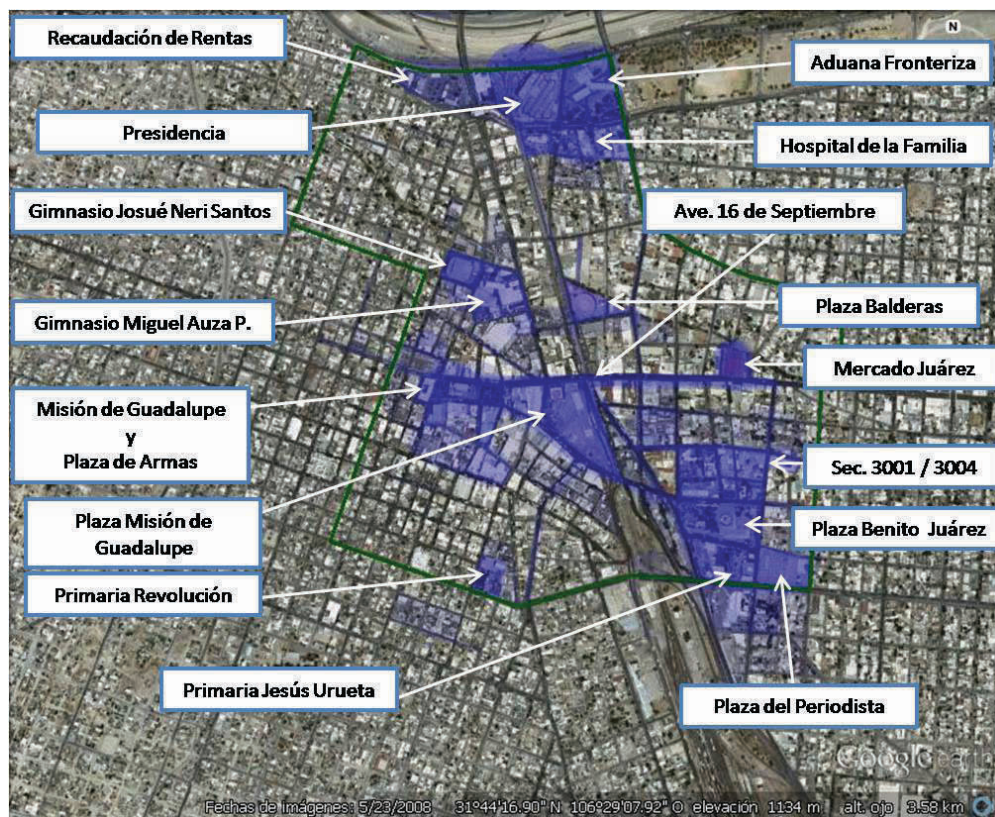 Recaudación de Rentas
N
Aduana Fronteriza
Presidencia
Hospital de la Familia
Gimnasio Josué Neri Santos
Ave. 16 de Septiembre
Gimnasio Miguel Auza P.
Plaza Balderas
Mercado Juárez
Misión de Guadalupe
y
Plaza de Armas
Sec. 3001 / 3004
Plaza Misión de
Guadalupe
Plaza Benito Juárez
Primaria Revolución
Primaria Jesús Urueta
Plaza del Periodista
Google earth
Fechas de imágenes: 5/23/2008 31°44'16.90" N 106°29'07.92" O elevación 1134 m alt. ojo 3.58 km